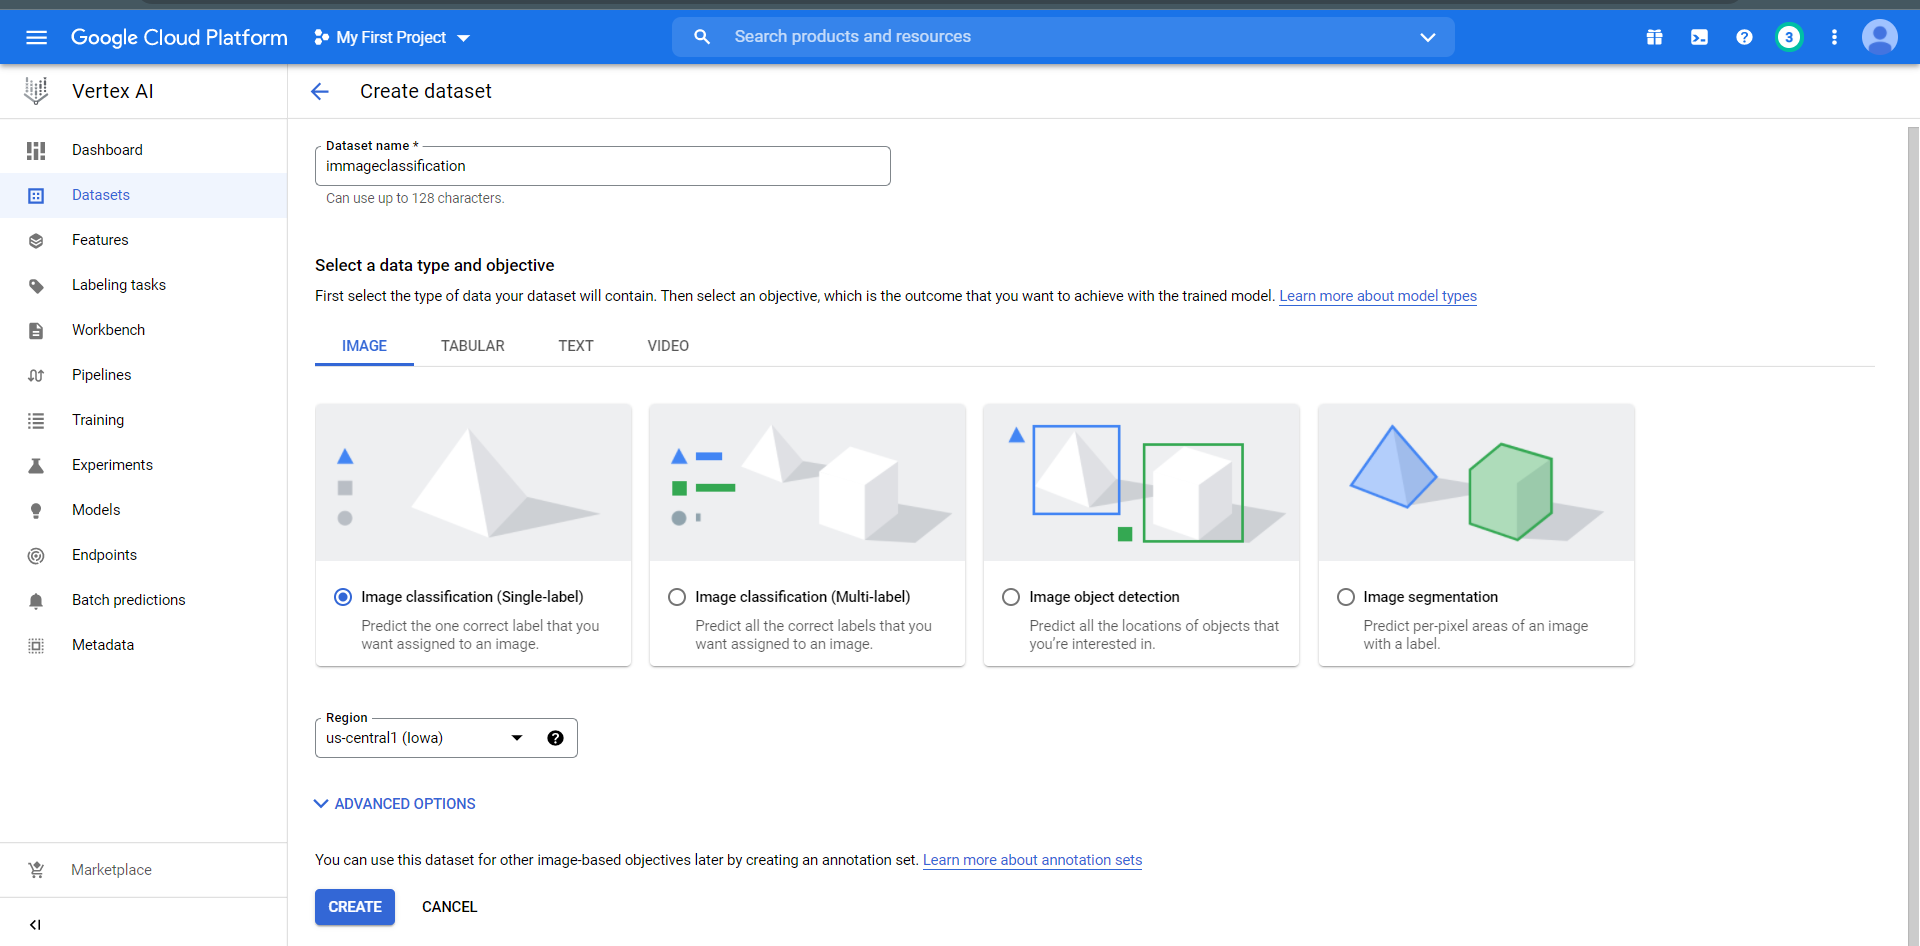 Google Cloud Platform
My First Project
Search products and resources
3
Vertex AI
Create dataset
Dashboard
Datasets
Features
Labeling tasks
Workbench
Pipelines
Training
Experiments
Models
Endpoints
Batch predictions
Metadata
Marketplace
Dataset name *
immageclassification
Can use up to 128 characters.
Select a data type and objective
First select the type of data your dataset will contain. Then select an objective, which is the outcome that you want to achieve with the trained model. Learn more about model types
IMAGE TABULAR TEXT VIDEO
Image classification (Single-label)
Predict the one correct label that you
want assigned to an image.
Image classification (Multi-label)
Predict all the correct labels that you
want assigned to an image.
Image object detection
Predict all the locations of objects that
you’re interested in.
Image segmentation
Predict per-pixel areas of an image
with a label.
Region
us-central1 (Iowa)
ADVANCED OPTIONS
You can use this dataset for other image-based objectives later by creating an annotation set. Learn more about annotation sets
CREATE CANCEL